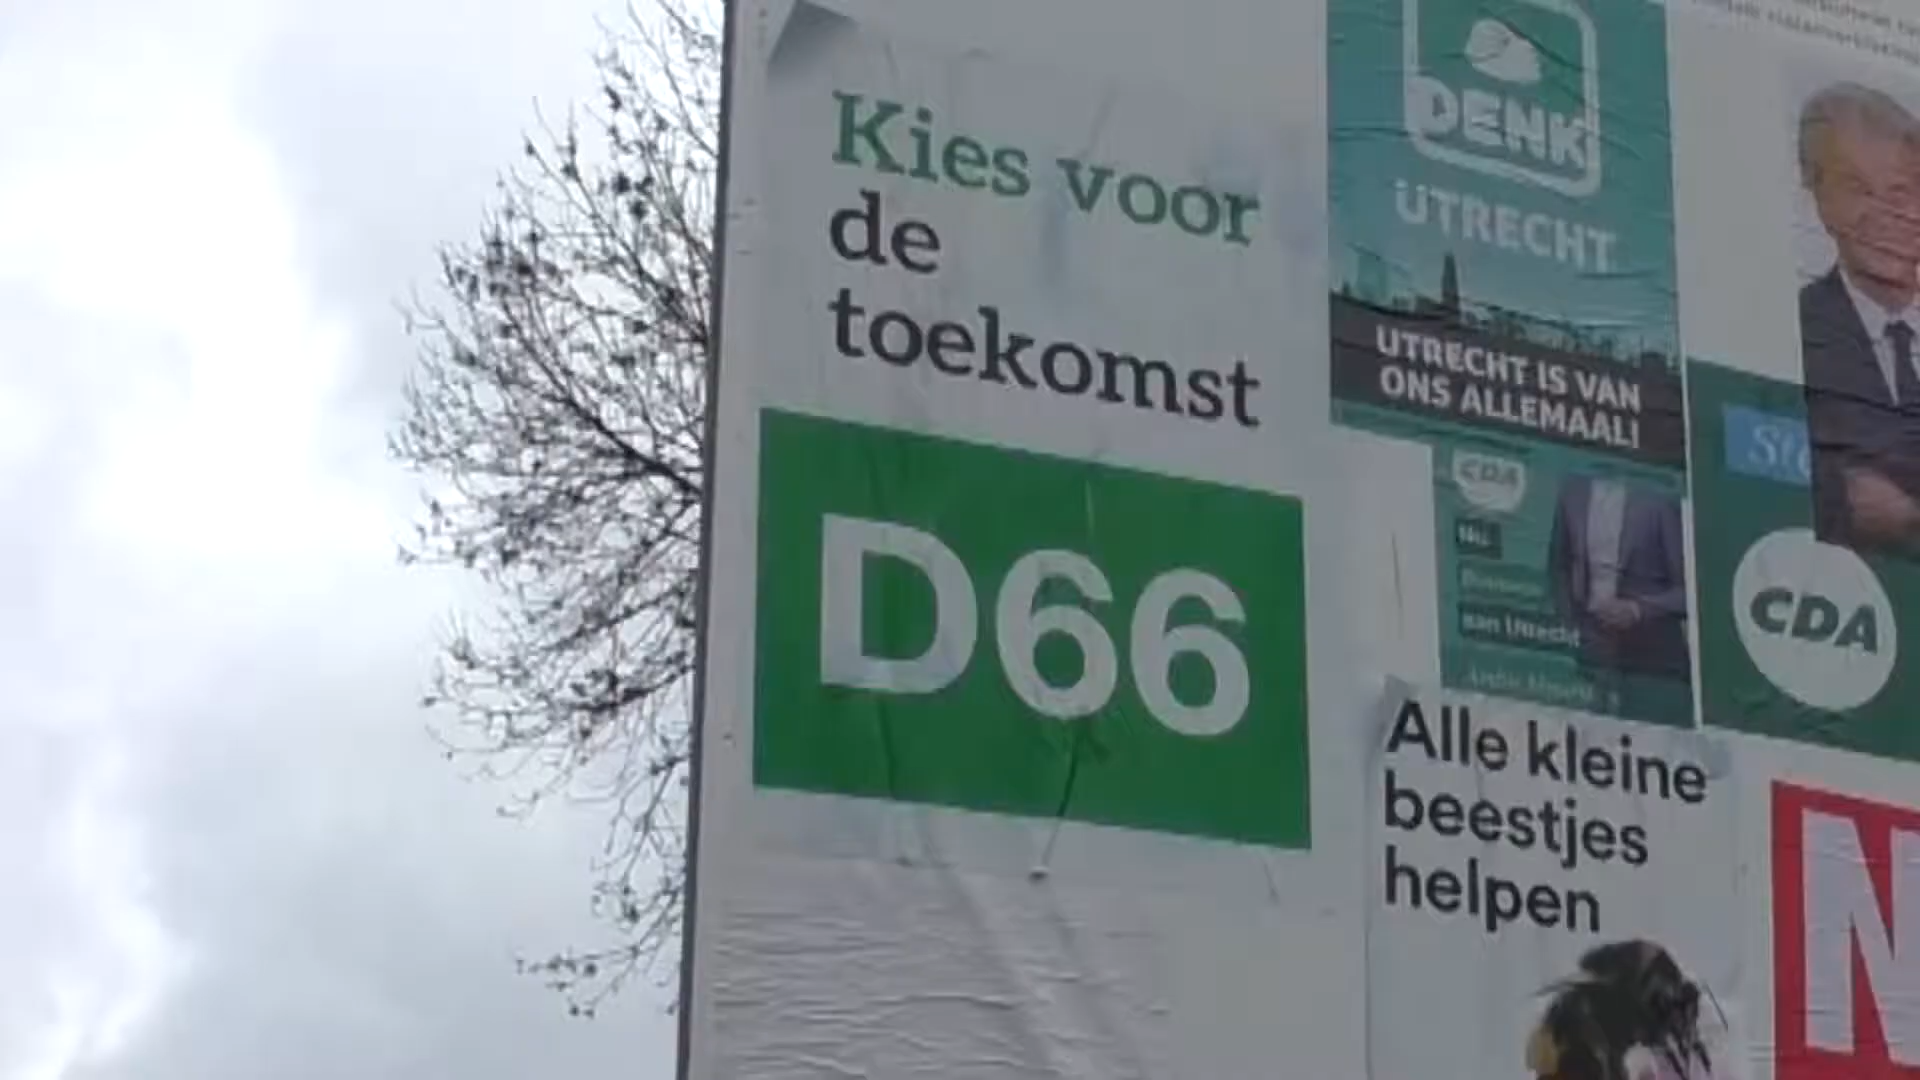 Kies voor
de
toekomst
D66
DENK
UTRECHT
UTRECHT IS VAN
ONS ALLEMAAL!
CDA
van Utrecht
CDA
Alle kleine
beestjes
helpen